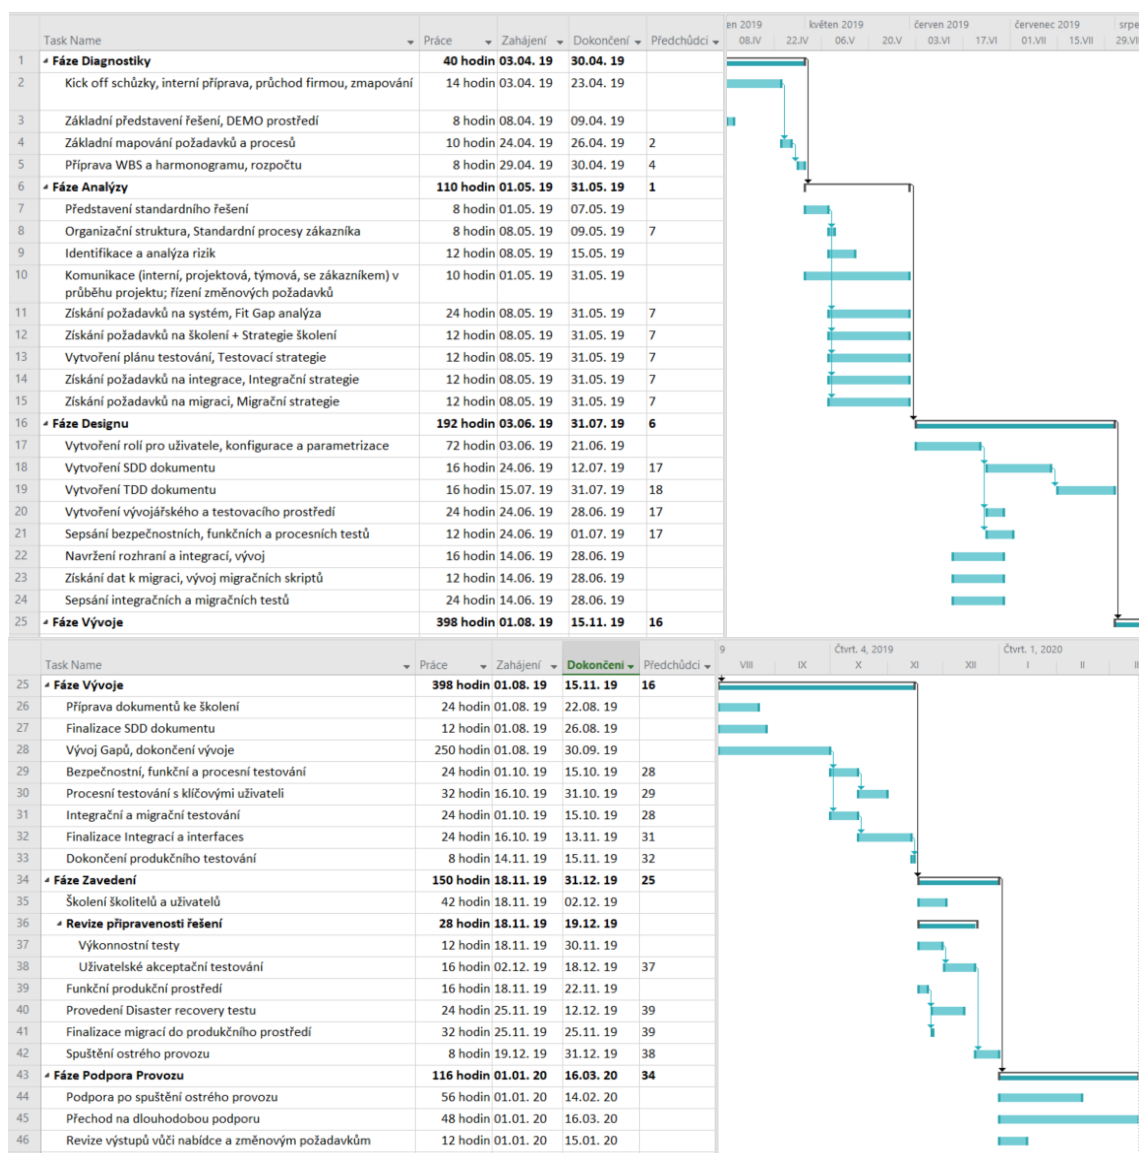 en 2019 květen 2019 červen 2019 červenec 2019 srpe
Task Name Práce Zahájení Dokončení Předchůdci 08.IV 22.IV 06.V 20.V 03.VI 17.VI 01.VII 15.VII 29.VI
1 Fáze Diagnostiky 40 hodin 03.04. 19 30.04. 19
2 Kick off schůzky, interní příprava, průchod firmou, zmapování 14 hodin 03.04. 19 23.04. 19
3 Základní představení řešení, DEMO prostředí 8 hodin 08.04. 19 09.04. 19
4 Základní mapování požadavků a procesů 10 hodin 24.04. 19 26.04. 19 2
5 Příprava WBS a harmonogramu, rozpočtu 8 hodin 29.04. 19 30.04. 19 4
6 Fáze Analýzy 110 hodin 01.05. 19 31.05. 19 1
7 Představení standardního řešení 8 hodin 01.05. 19 07.05. 19
8 Organizační struktura, Standardní procesy zákazníka 8 hodin 08.05. 19 09.05. 19 7
9 Identifikace a analýza rizik 12 hodin 08.05. 19 15.05. 19
10 Komunikace (interní, projektová, týmová, se zákazníkem) v 10 hodin 01.05. 19 31.05. 19
průběhu projektu; řízení změnových požadavků
11 Získání požadavků na systém, Fit Gap analýza 24 hodin 08.05. 19 31.05. 19 7
12 Získání požadavků na školení + Strategie školení 12 hodin 08.05. 19 31.05. 19 7
13 Vytvoření plánu testování, Testovací strategie 12 hodin 08.05. 19 31.05. 19 7
14 Získání požadavků na integrace, Integrační strategie 12 hodin 08.05. 19 31.05. 19 7
15 Získání požadavků na migraci, Migrační strategie 12 hodin 08.05. 19 31.05. 19 7
16 Fáze Designu 192 hodin 03.06. 19 31.07. 19 6
17 Vytvoření rolí pro uživatele, konfigurace a parametrizace 72 hodin 03.06. 19 21.06. 19
18 Vytvoření SDD dokumentu 16 hodin 24.06. 19 12.07. 19 17
19 Vytvoření TDD dokumentu 16 hodin 15.07. 19 31.07. 19 18
20 Vytvoření vývojářského a testovacího prostředí 24 hodin 24.06. 19 28.06. 19 17
21 Sepsání bezpečnostních, funkčních a procesních testů 12 hodin 24.06. 19 01.07. 19 17
22 Navržení rozhraní a integrací, vývoj 16 hodin 14.06. 19 28.06. 19
23 Získání dat k migraci, vývoj migračních skriptů 12 hodin 14.06. 19 28.06. 19
24 Sepsání integračních a migračních testů 24 hodin 14.06. 19 28.06. 19
25 Fáze Vývoje 398 hodin 01.08. 19 15.11. 19 16
9 Čtvrt. 4, 2019 Čtvrt. 1, 2020
Task Name Práce Zahájení Dokončení Předchůdci VIII IX X XI XII I II II
25 Fáze Vývoje 398 hodin 01.08. 19 15.11. 19 16
26 Příprava dokumentů ke školení 24 hodin 01.08. 19 22.08. 19
27 Finalizace SDD dokumentu 12 hodin 01.08. 19 26.08. 19
28 Vývoj Gapů, dokončení vývoje 250 hodin 01.08. 19 30.09. 19
29 Bezpečnostní, funkční a procesní testování 24 hodin 01.10. 19 15.10. 19 28
30 Procesní testování s klíčovými uživateli 32 hodin 16.10. 19 31.10. 19 29
31 Integrační a migrační testování 24 hodin 01.10. 19 15.10. 19 28
32 Finalizace Integrací a interfaces 24 hodin 16.10. 19 13.11. 19 31
33 Dokončení produkčního testování 8 hodin 14.11. 19 15.11. 19 32
34 Fáze Zavedení 150 hodin 18.11. 19 31.12. 19 25
35 Školení školitelů a uživatelů 42 hodin 18.11. 19 02.12. 19
36 Revize připravenosti řešení 28 hodin 18.11. 19 19.12. 19
37 Výkonnostní testy 12 hodin 18.11. 19 30.11. 19
38 Uživatelské akceptační testování 16 hodin 02.12. 19 18.12. 19 37
39 Funkční produkční prostředí 16 hodin 18.11. 19 22.11. 19
40 Provedení Disaster recovery testu 24 hodin 25.11. 19 12.12. 19 39
41 Finalizace migrací do produkčního prostředí 32 hodin 25.11. 19 25.11. 19 39
42 Spuštění ostrého provozu 8 hodin 19.12. 19 31.12. 19 38
43 Fáze Podpora Provozu 116 hodin 01.01. 20 16.03. 20 34
44 Podpora po spuštění ostrého provozu 56 hodin 01.01. 20 14.02. 20
45 Přechod na dlouhodobou podporu 48 hodin 01.01. 20 16.03. 20
46 Revize výstupů vůči nabídce a změnovým požadavkům 12 hodin 01.01. 20 15.01. 20